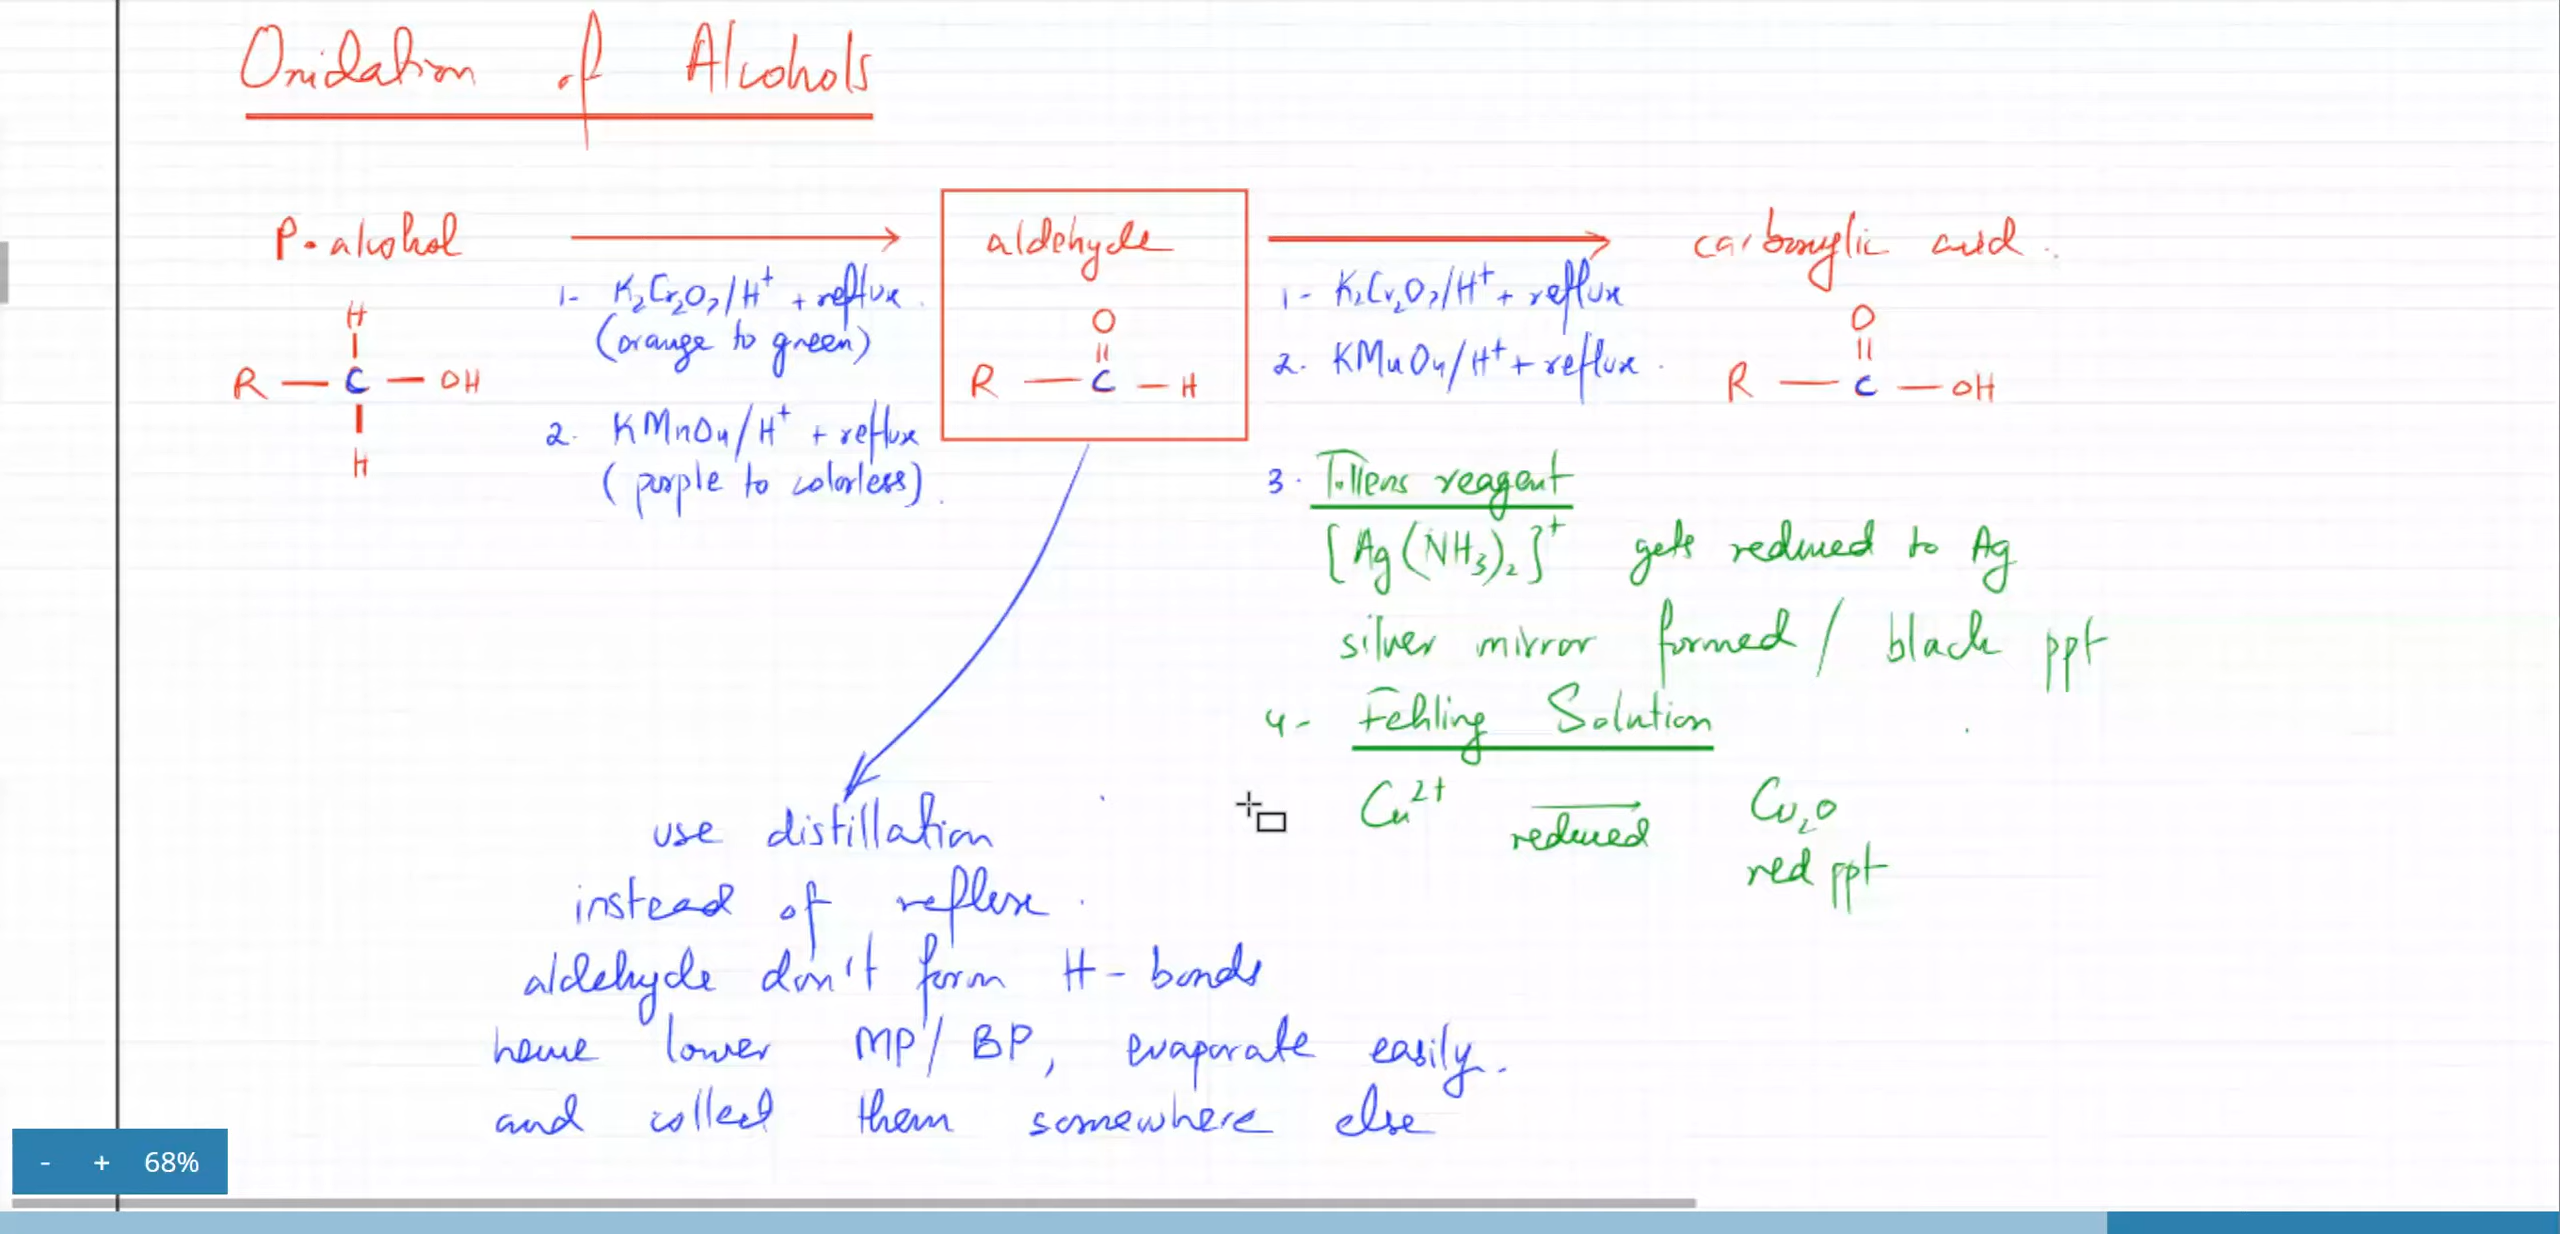 Oxidation of Alcohols
P. alcohol
aldehyde
carboxylic acid.
1- K₂Cr₂O₇/H⁺ + reflux.
(orange to green)
2. KMnO₄/H⁺ + reflux
(purple to colorless).
H
R — C — OH
H
O
R — C — H
1- K₂Cr₂O₇/H⁺ + reflux
2. KMnO₄/H⁺ + reflux.
O
R — C — OH
3. Tollens reagent
[Ag(NH₃)₂]⁺ gets reduced to Ag
silver mirror formed / black ppt
4- Fehling Solution
Cu²⁺ → Cu₂O
reduced
red ppt
use distillation
instead of reflux.
aldehyde don't form H-bonds
hence lower MP/BP, evaporate easily.
and collect them somewhere else
- + 68%